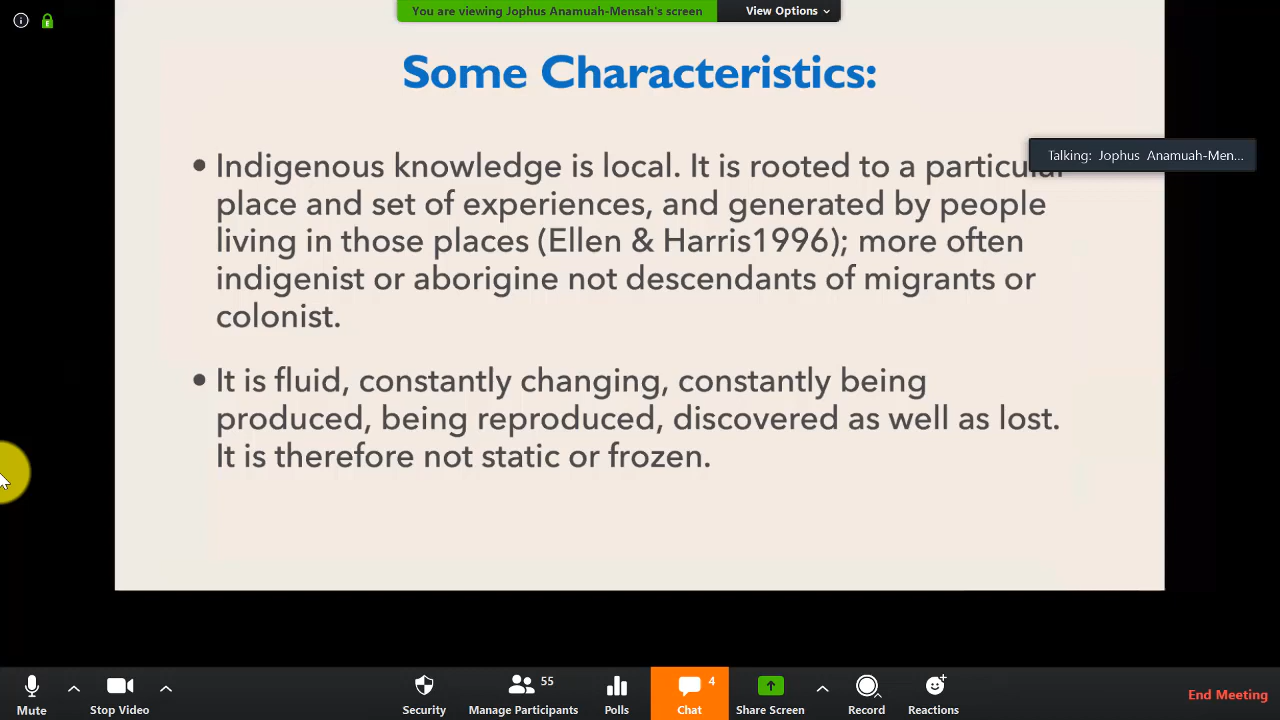 You are viewing Jophus Anamuah-Mensah's screen
View Options
Some Characteristics:
Talking: Jophus Anamuah-Men...
• Indigenous knowledge is local. It is rooted to a particular
place and set of experiences, and generated by people
living in those places (Ellen & Harris1996); more often
indigenist or aborigine not descendants of migrants or
colonist.
• It is fluid, constantly changing, constantly being
produced, being reproduced, discovered as well as lost.
It is therefore not static or frozen.
55
4
Mute
Stop Video
Security
Manage Participants
Polls
Chat
Share Screen
Record
Reactions
End Meeting